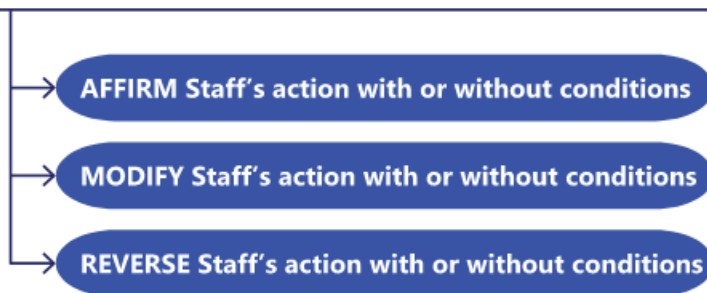 AFFIRM Staff’s action with or without conditions
MODIFY Staff’s action with or without conditions
REVERSE Staff’s action with or without conditions